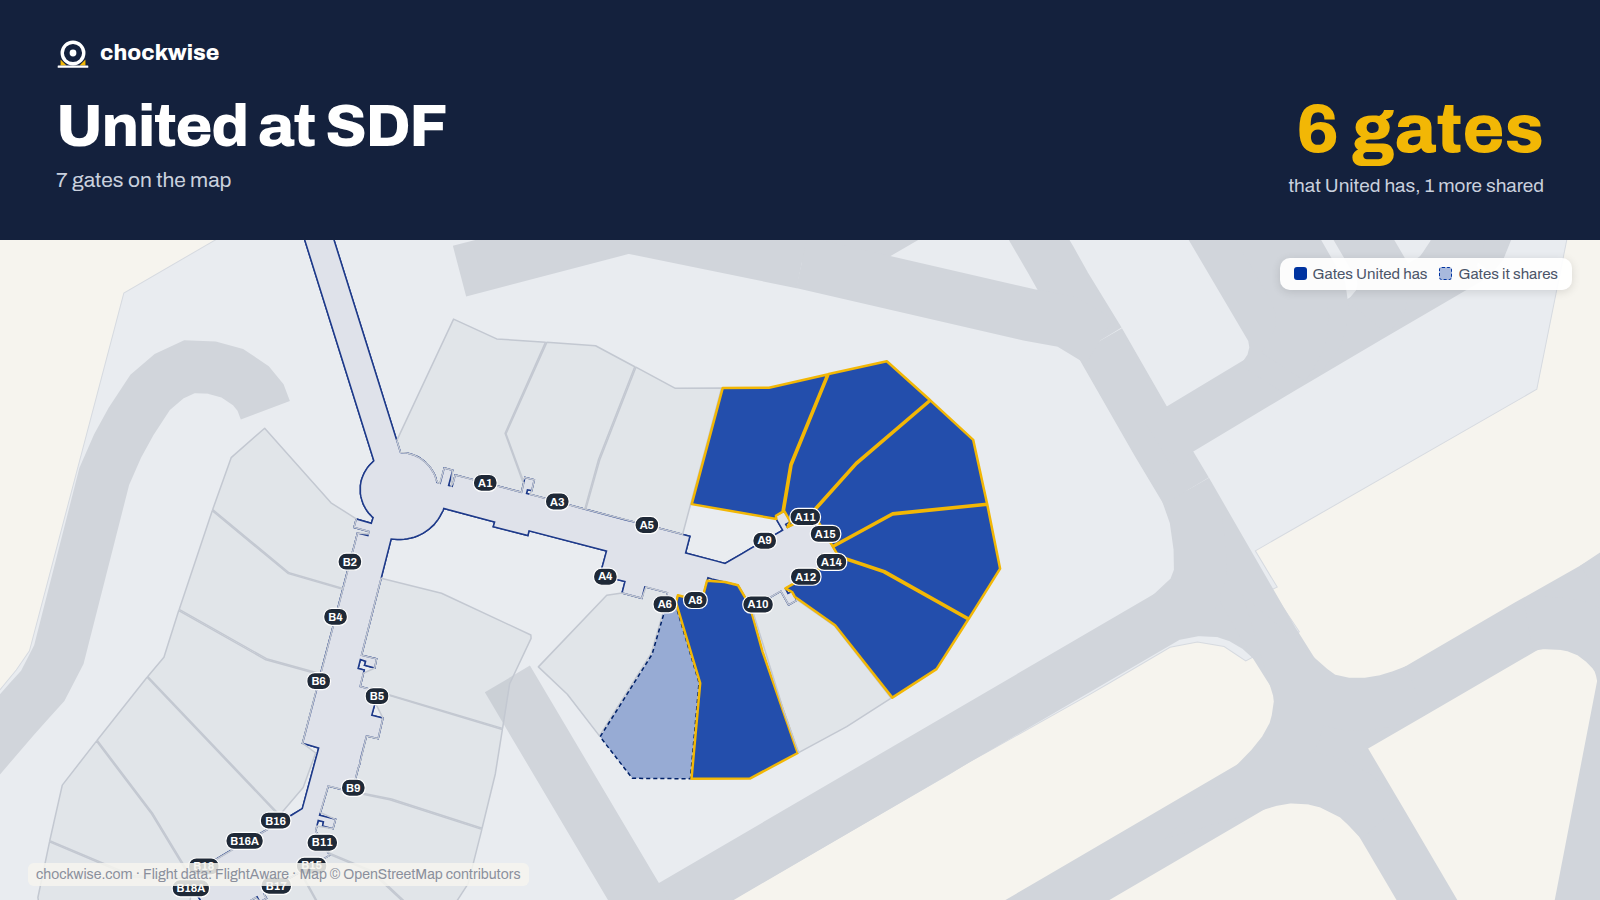 chockwise
United at SDF
7 gates on the map
6 gates
that United has, 1 more shared
Gates United has
Gates it shares
A1
A3
A5
A11
A15
A9
A14
A12
A4
A6
A8
A10
B2
B4
B6
B5
B9
B16
B16A
B11
B18A
B17
chockwise.com · Flight data: FlightAware · Map © OpenStreetMap contributors